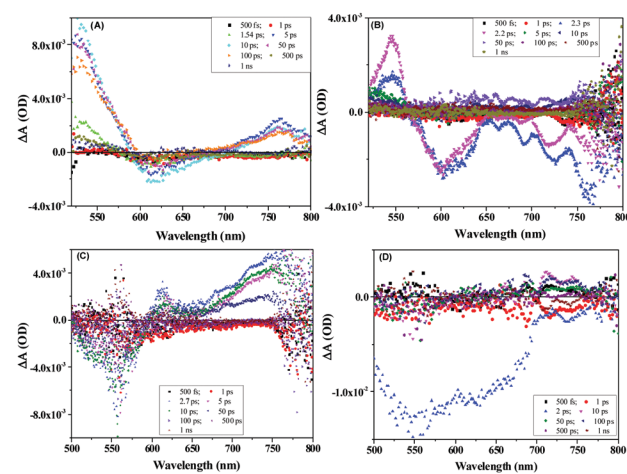 (A)
8.0x10⁻³
4.0x10⁻³
0.0
-4.0x10⁻³
ΔA (OD)
500 fs; 1 ps
1.54 ps; 5 ps
10 ps; 50 ps
100 ps; 500 ps
1 ns
550 600 650 700 750 800
Wavelength (nm)
(B)
4.0x10⁻³
0.0
-4.0x10⁻³
ΔA (OD)
500 fs; 1 ps; 2.3 ps
2.2 ps; 5 ps; 10 ps
50 ps; 100 ps; 500 ps
1 ns
550 600 650 700 750 800
Wavelength (nm)
(C)
4.0x10⁻³
0.0
-4.0x10⁻³
-8.0x10⁻³
ΔA (OD)
500 fs; 1 ps
2.7 ps; 5 ps
10 ps; 50 ps
100 ps; 500 ps
1 ns
500 550 600 650 700 750 800
Wavelength (nm)
(D)
0.0
-1.0x10⁻²
ΔA (OD)
500 fs; 1 ps
2 ps; 10 ps
50 ps; 100 ps
500 ps; 1 ns
500 550 600 650 700 750 800
Wavelength (nm)